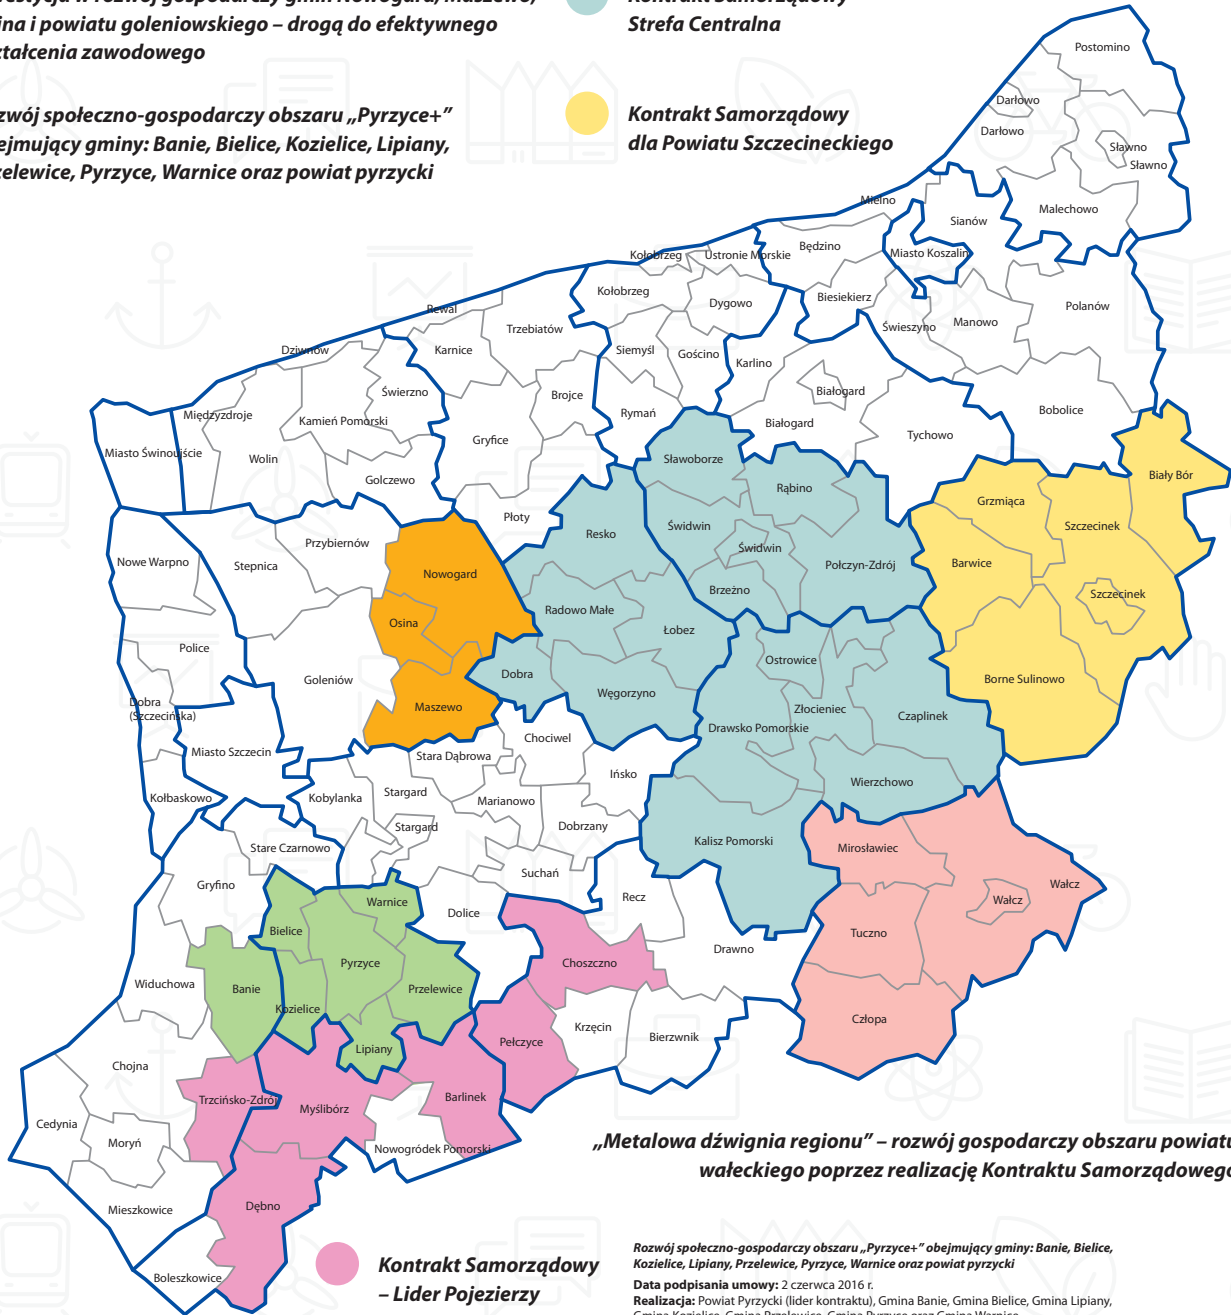 ina i powiatu goleniowskiego – drogą do efektywnego
ształcenia zawodowego
Strefa Centralna
zwój społeczno-gospodarczy obszaru „Pyrzyce+”
ejmujący gminy: Banie, Bielice, Kozielice, Lipiany,
zelewice, Pyrzyce, Warnice oraz powiat pyrzycki
Kontrakt Samorządowy
dla Powiatu Szczecineckiego
Postomino
Darłowo
Darłowo
Sławno
Sławno
Mielno
Malechowo
Sianów
Będzino
Miasto Koszalin
Kołobrzeg
Ustronie Morskie
Kołobrzeg
Dygowo
Biesiekierz
Polanów
Rewal
Trzebiatów
Świeszyno
Manowo
Dziwnów
Karnice
Siemyśl
Gościno
Karlino
Świerzno
Brojce
Białogard
Międzyzdroje
Kamień Pomorski
Rymań
Białogard
Bobolice
Tychowo
Gryfice
Miasto Świnoujście
Wolin
Sławoborze
Golczewo
Rąbino
Biały Bór
Grzmiąca
Płoty
Świdwin
Szczecinek
Resko
Przybiernów
Świdwin
Nowe Warpno
Stepnica
Nowogard
Połczyn-Zdrój
Barwice
Brzeżno
Szczecinek
Radowo Małe
Osina
Łobez
Police
Ostrowice
Goleniów
Dobra
Węgorzyno
Borne Sulinowo
Dobra
(Szczecińska)
Maszewo
Złocieniec
Czaplinek
Drawsko Pomorskie
Chociwel
Miasto Szczecin
Stara Dąbrowa
Ińsko
Wierzchowo
Kołbaskowo
Kobylanka
Stargard
Marianowo
Stargard
Dobrzany
Kalisz Pomorski
Stare Czarnowo
Mirosławiec
Suchań
Gryfino
Wałcz
Recz
Wałcz
Warnice
Dolice
Bielice
Tuczno
Drawno
Pyrzyce
Choszczno
Widuchowa
Banie
Przelewice
Kozielice
Człopa
Krzęcin
Bierzwnik
Pełczyce
Lipiany
Chojna
Trzcińsko-Zdrój
Barlinek
Myślibórz
Cedynia
Moryń
Nowogródek Pomorski
„Metalowa dźwignia regionu” – rozwój gospodarczy obszaru powiatu
wałeckiego poprzez realizację Kontraktu Samorządowego
Mieszkowice
Dębno
Boleszkowice
Kontrakt Samorządowy
– Lider Pojezierzy
Rozwój społeczno-gospodarczy obszaru „Pyrzyce+” obejmujący gminy: Banie, Bielice,
Kozielice, Lipiany, Przelewice, Pyrzyce, Warnice oraz powiat pyrzycki
Data podpisania umowy: 2 czerwca 2016 r.
Realizacja: Powiat Pyrzycki (lider kontraktu), Gmina Banie, Gmina Bielice, Gmina Lipiany,